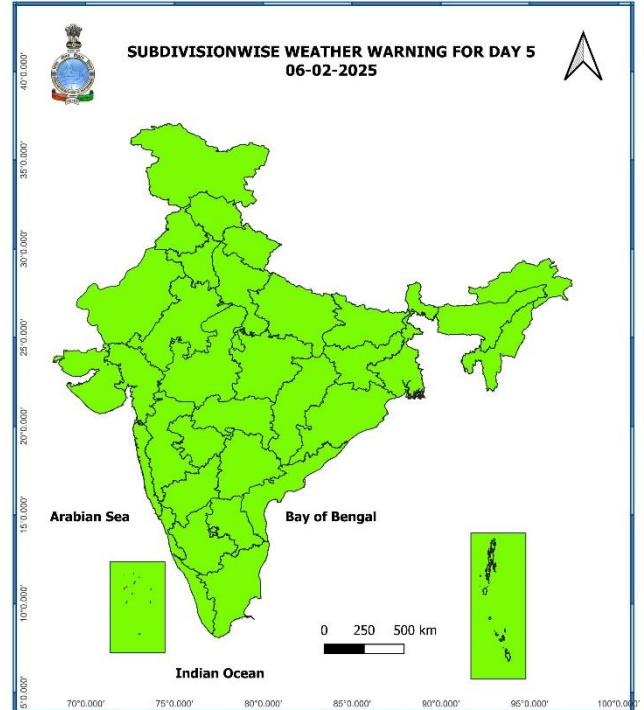 SUBDIVISIONWISE WEATHER WARNING FOR DAY 5
06-02-2025
40°0.000'
35°0.000'
30°0.000'
25°0.000'
20°0.000'
15°0.000'
10°0.000'
5°0.000'
Arabian Sea
Bay of Bengal
0 250 500 km
Indian Ocean
70°0.000' 75°0.000' 80°0.000' 85°0.000' 90°0.000' 95°0.000' 100°0.000'